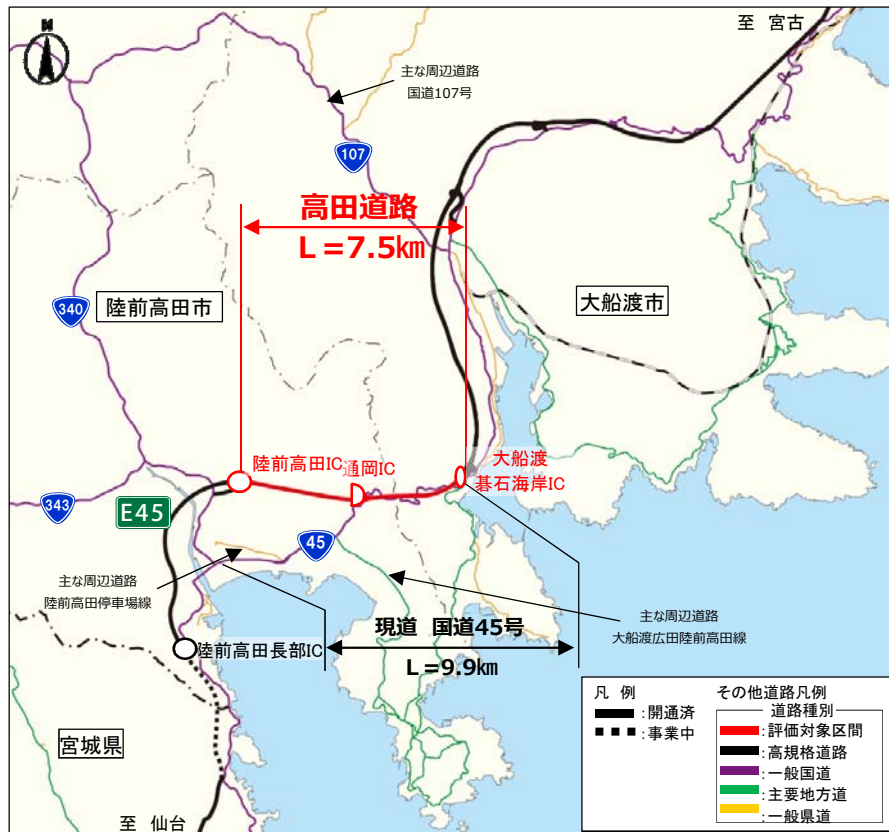 N
至 宮古
主な周辺道路
国道107号
107
高田道路
L=7.5km
340
陸前高田市
大船渡市
陸前高田IC
通岡IC
大船渡
碁石海岸IC
343
E45
45
主な周辺道路
陸前高田停車場線
現道 国道45号
L=9.9km
主な周辺道路
大船渡広田陸前高田線
陸前高田長部IC
宮城県
至 仙台
凡 例
:開通済
:事業中
その他道路凡例
道路種別
:評価対象区間
:高規格道路
:一般国道
:主要地方道
:一般県道